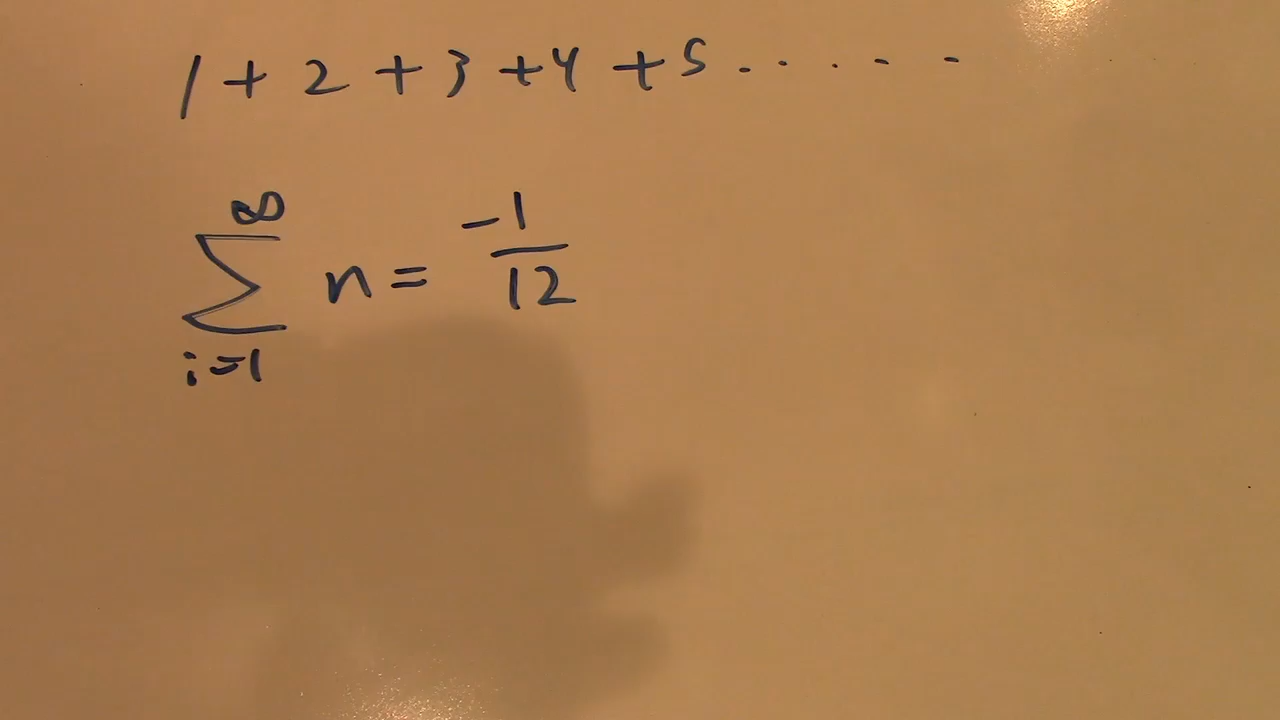 1 + 2 + 3 + 4 + 5 . . . . . .
∞
∑ n = -1/12
i=1